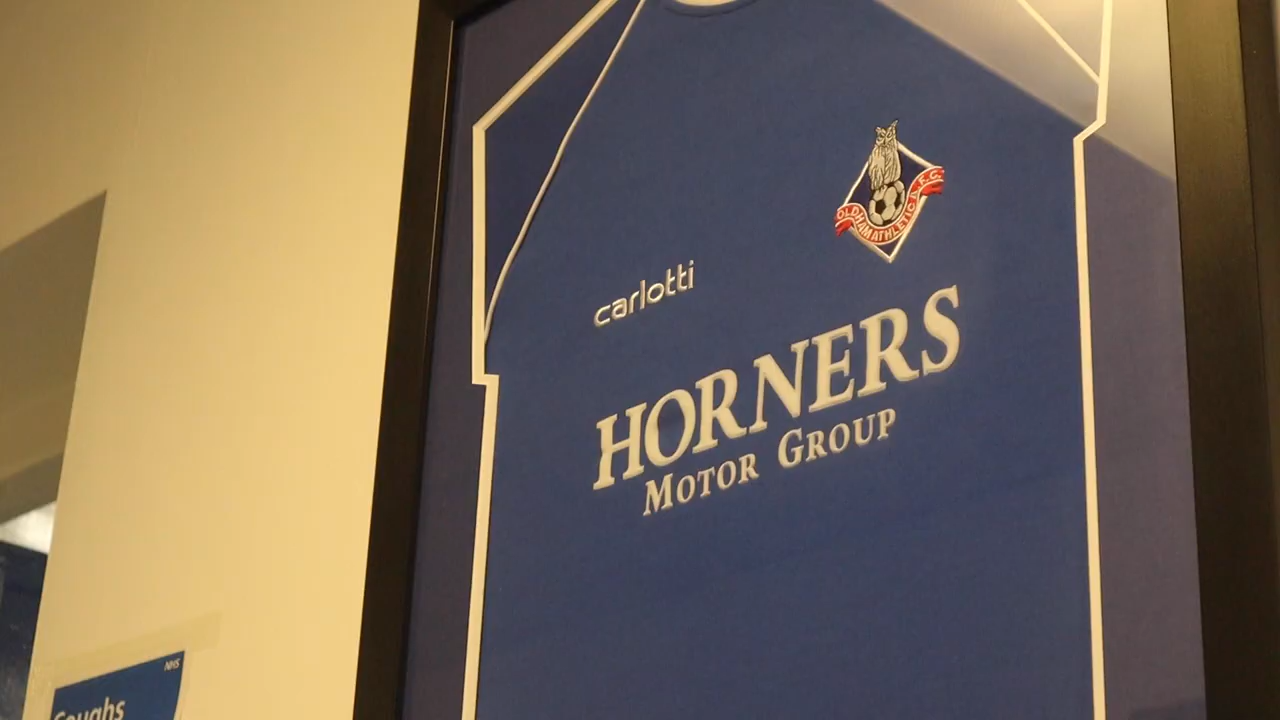 OLDHAM ATHLETIC A.F.C.
carlotti
HORNERS
MOTOR GROUP
NHS
Coughs